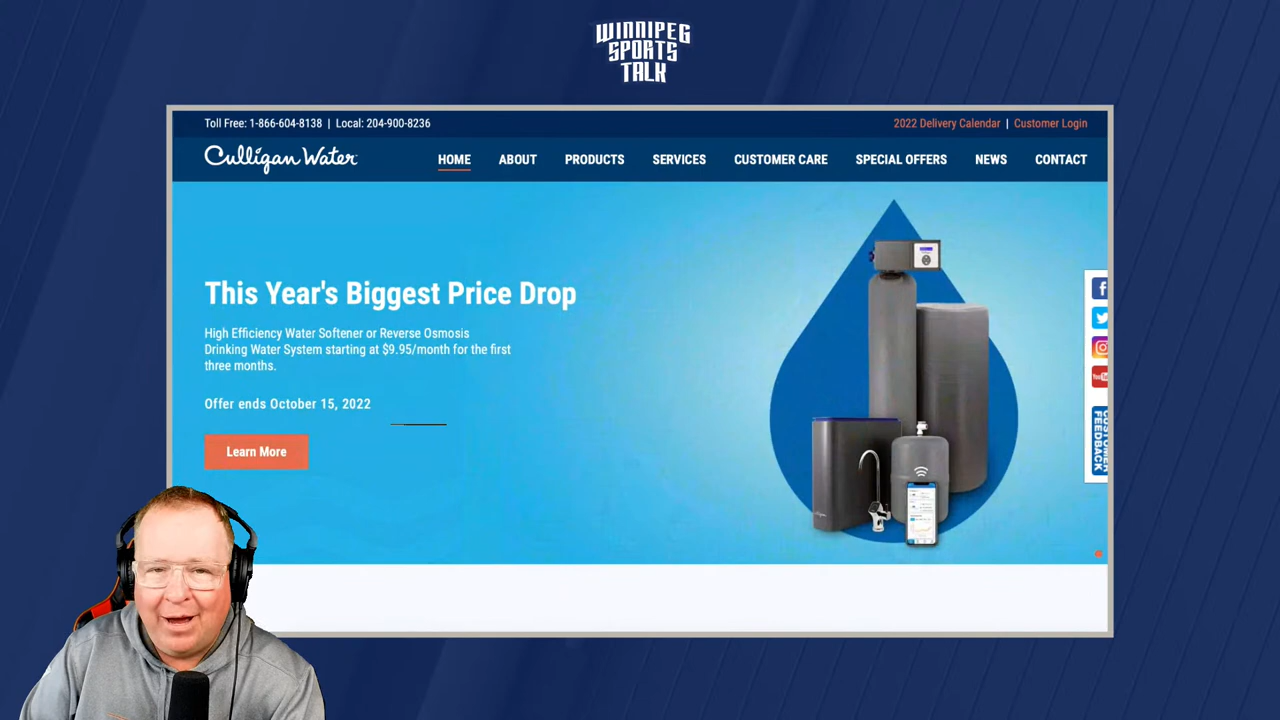 WINNIPEG
SPORTS
TALK
Toll Free: 1-866-604-8138 | Local: 204-900-8236
2022 Delivery Calendar | Customer Login
Culligan Water
HOME ABOUT PRODUCTS SERVICES CUSTOMER CARE SPECIAL OFFERS NEWS CONTACT
This Year's Biggest Price Drop
High Efficiency Water Softener or Reverse Osmosis
Drinking Water System starting at $9.95/month for the first
three months.
Offer ends October 15, 2022
Learn More
CUSTOMER
FEEDBACK